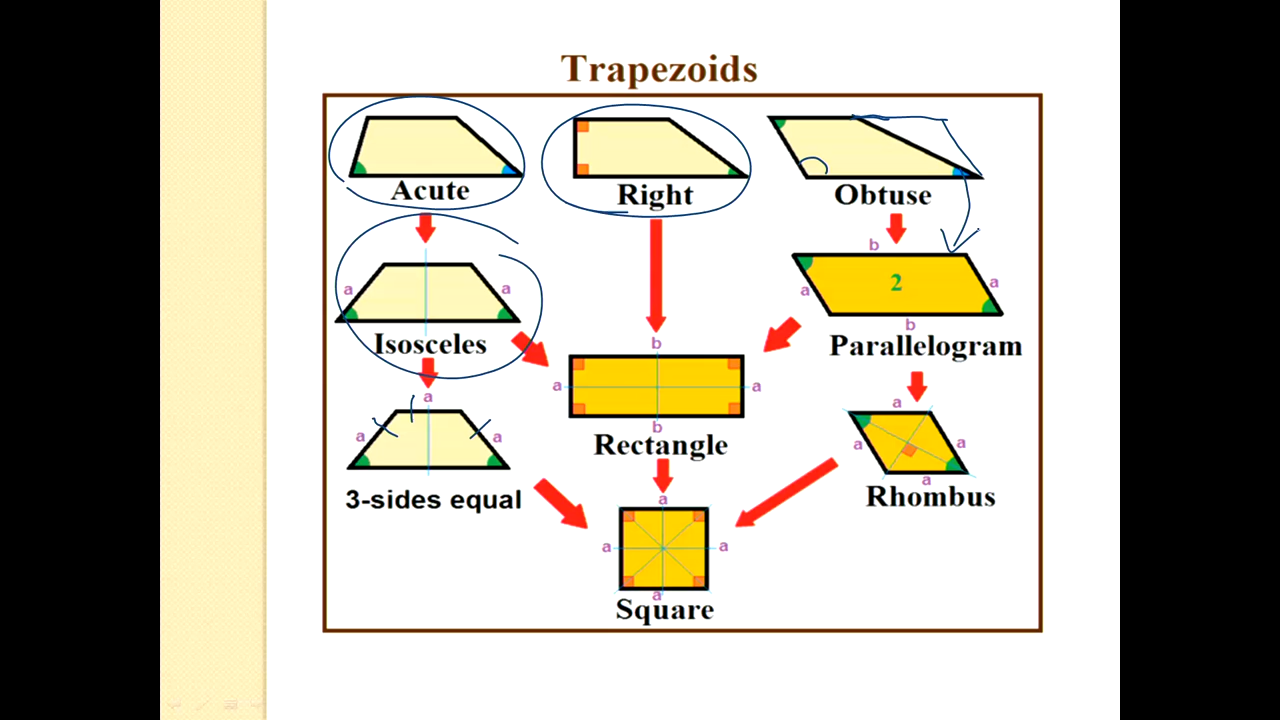 Trapezoids
Acute
Right
Obtuse
b
a
a
a
2
a
b
Isosceles
Parallelogram
b
a
a
a
a
b
a
a
a
a
Rectangle
a
3-sides equal
Rhombus
a
a
a
a
Square